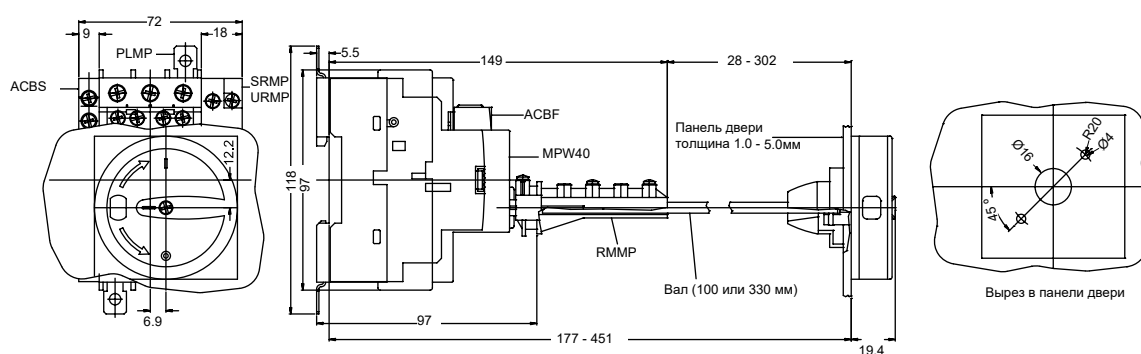 72
9
18
PLMP
ACBS
SRMP
URMP
12.2
6.9
5.5
149
28 - 302
118
97
ACBF
MPW40
Панель двери
толщина 1.0 - 5.0мм
RMMP
Вал (100 или 330 мм)
97
177 - 451
19.4
Ø16
R20
Ø4
45°
Вырез в панели двери